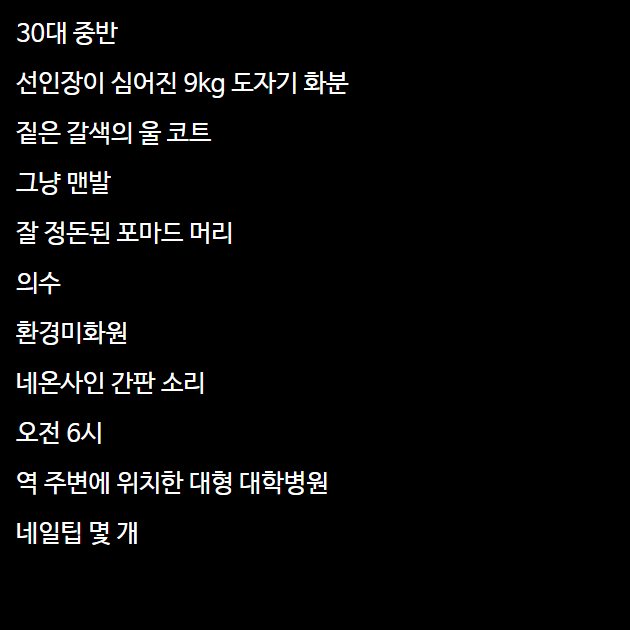 30대 중반
선인장이 심어진 9kg 도자기 화분
짙은 갈색의 울 코트
그냥 맨발
잘 정돈된 포마드 머리
의수
환경미화원
네온사인 간판 소리
오전 6시
역 주변에 위치한 대형 대학병원
네일팁 몇 개